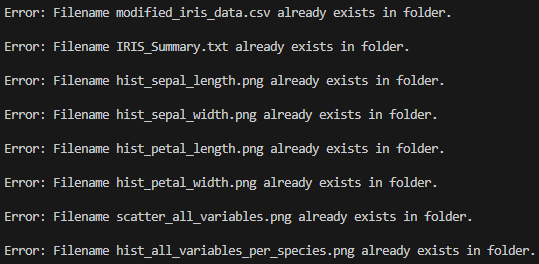 Error: Filename modified_iris_data.csv already exists in folder.
Error: Filename IRIS_Summary.txt already exists in folder.
Error: Filename hist_sepal_length.png already exists in folder.
Error: Filename hist_sepal_width.png already exists in folder.
Error: Filename hist_petal_length.png already exists in folder.
Error: Filename hist_petal_width.png already exists in folder.
Error: Filename scatter_all_variables.png already exists in folder.
Error: Filename hist_all_variables_per_species.png already exists in folder.